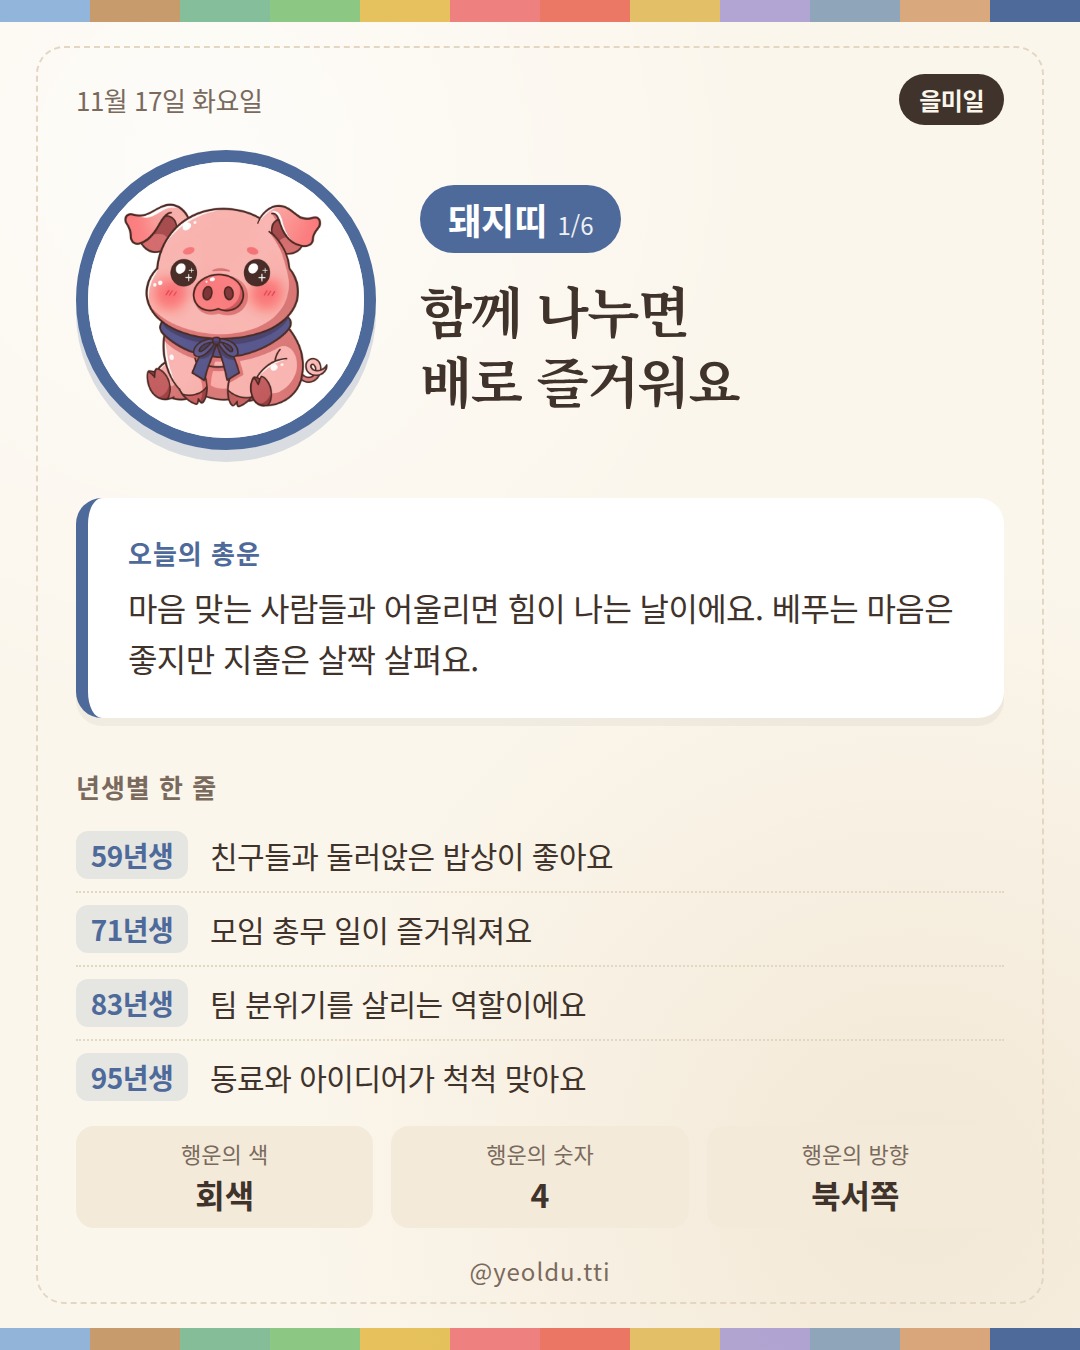 11월 17일 화요일
을미일
돼지띠 1/6
함께 나누면
배로 즐거워요
오늘의 총운
마음 맞는 사람들과 어울리면 힘이 나는 날이에요. 베푸는 마음은
좋지만 지출은 살짝 살펴요.
년생별 한 줄
59년생 친구들과 둘러앉은 밥상이 좋아요
71년생 모임 총무 일이 즐거워져요
83년생 팀 분위기를 살리는 역할이에요
95년생 동료와 아이디어가 척척 맞아요
행운의 색
회색
행운의 숫자
4
행운의 방향
북서쪽
@yeoldu.tti